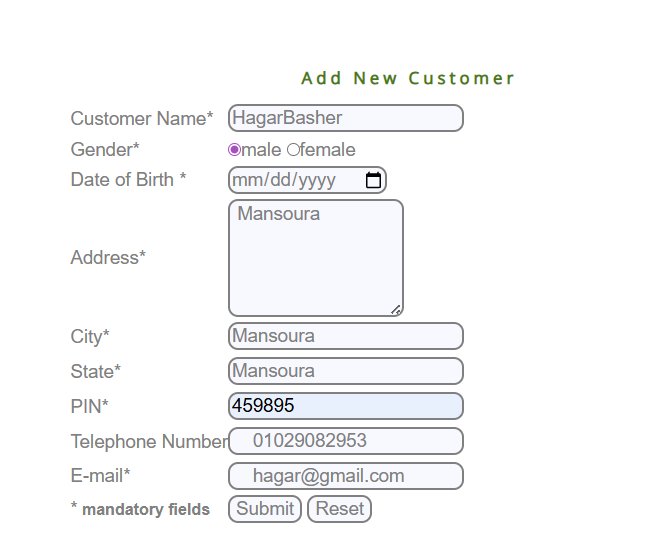 Add New Customer
Customer Name* HagarBasher
Gender* male female
Date of Birth * mm/dd/yyyy
Address* Mansoura
City* Mansoura
State* Mansoura
PIN* 459895
Telephone Number 01029082953
E-mail* hagar@gmail.com
* mandatory fields Submit Reset